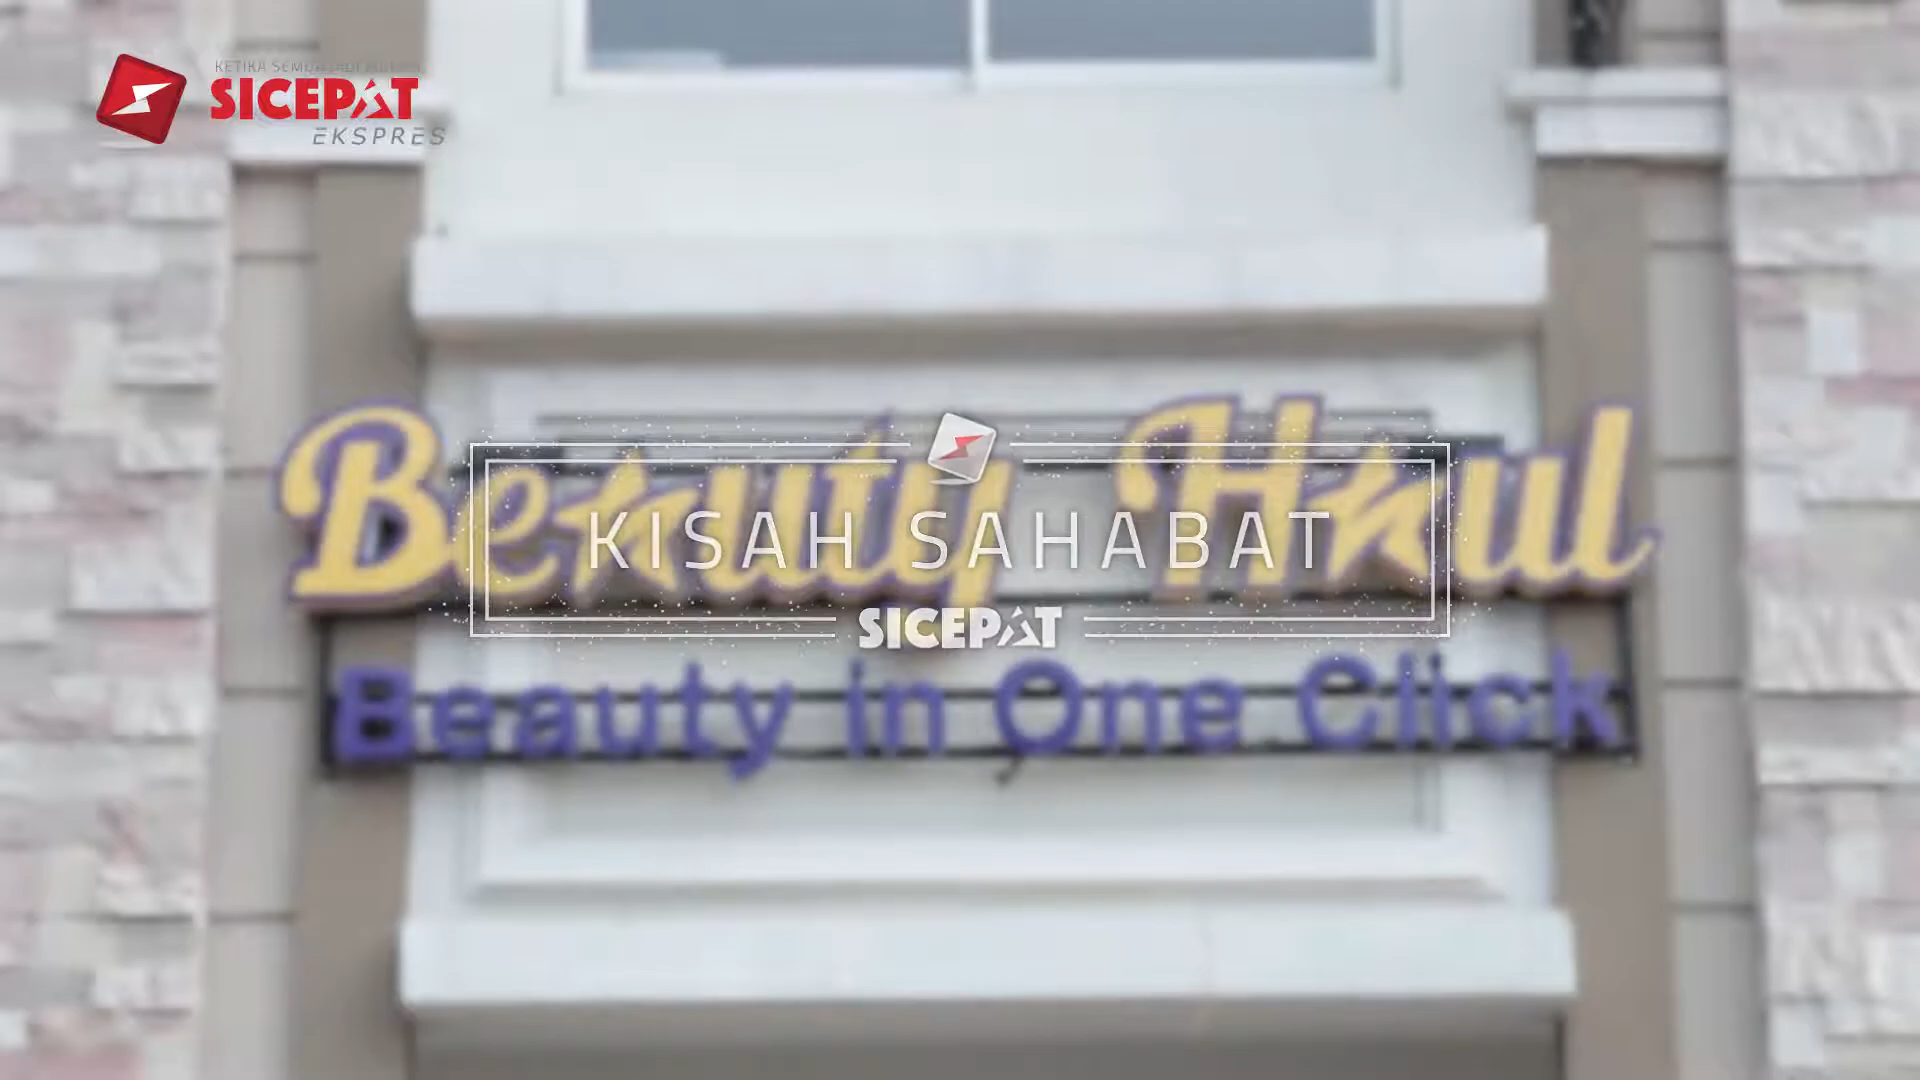 SICEPAT
EKSPRES
Beauty Haul
KISAH SAHABAT
SICEPAT
Beauty in One Click